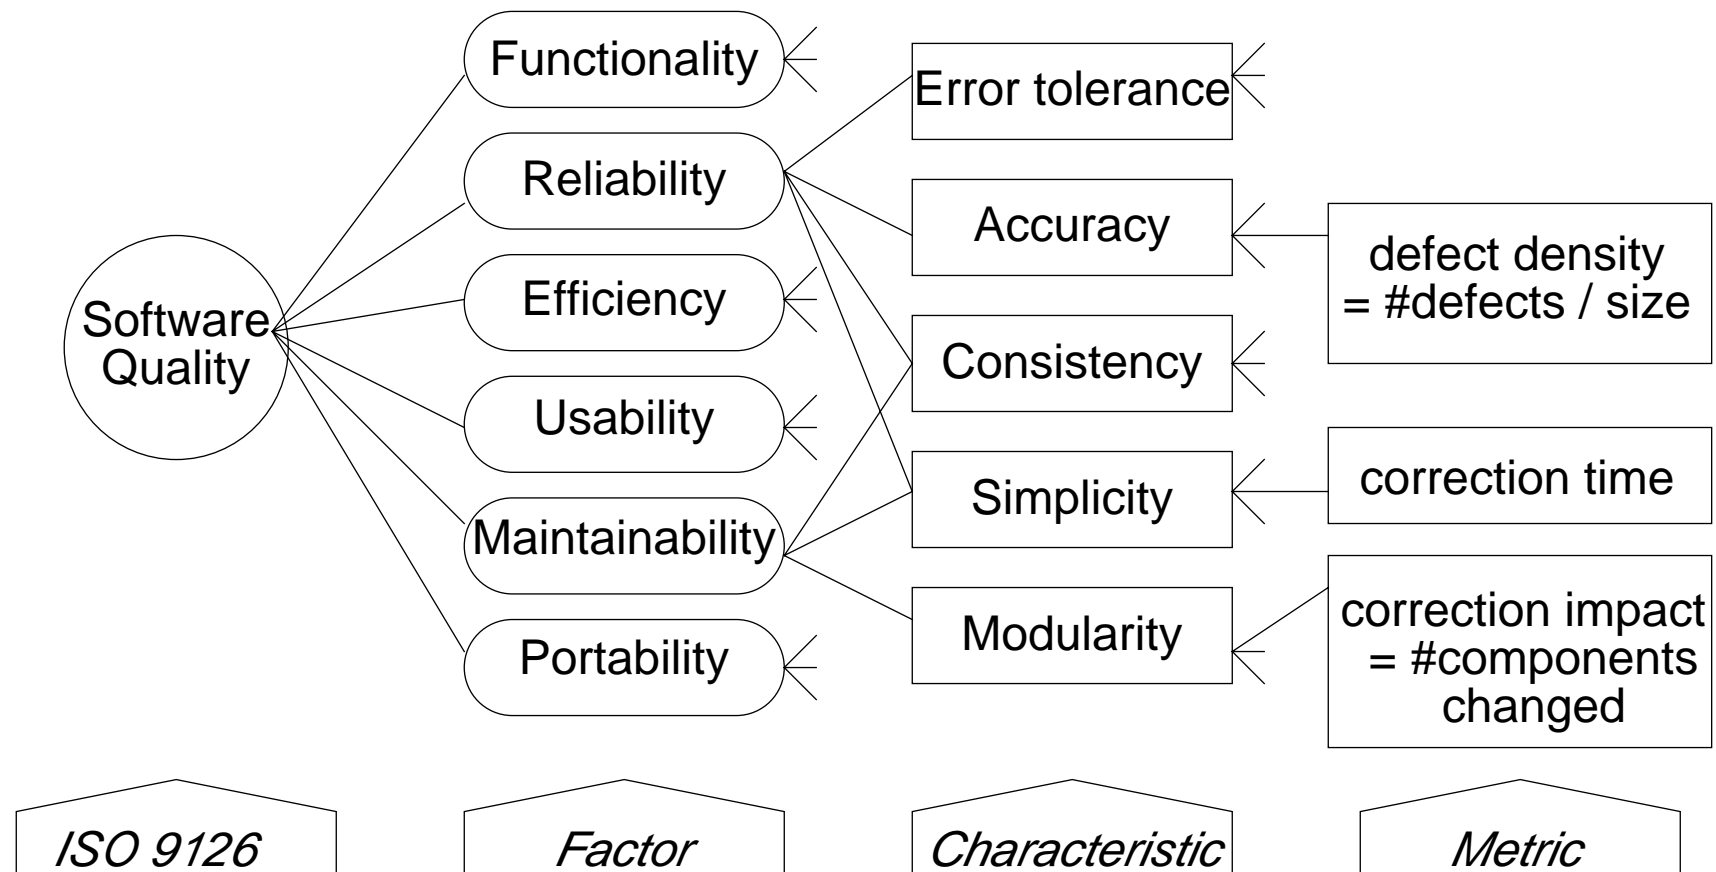 Software
Quality
Functionality
Reliability
Efficiency
Usability
Maintainability
Portability
Error tolerance
Accuracy
Consistency
Simplicity
Modularity
defect density
= #defects / size
correction time
correction impact
= #components
changed
ISO 9126
Factor
Characteristic
Metric